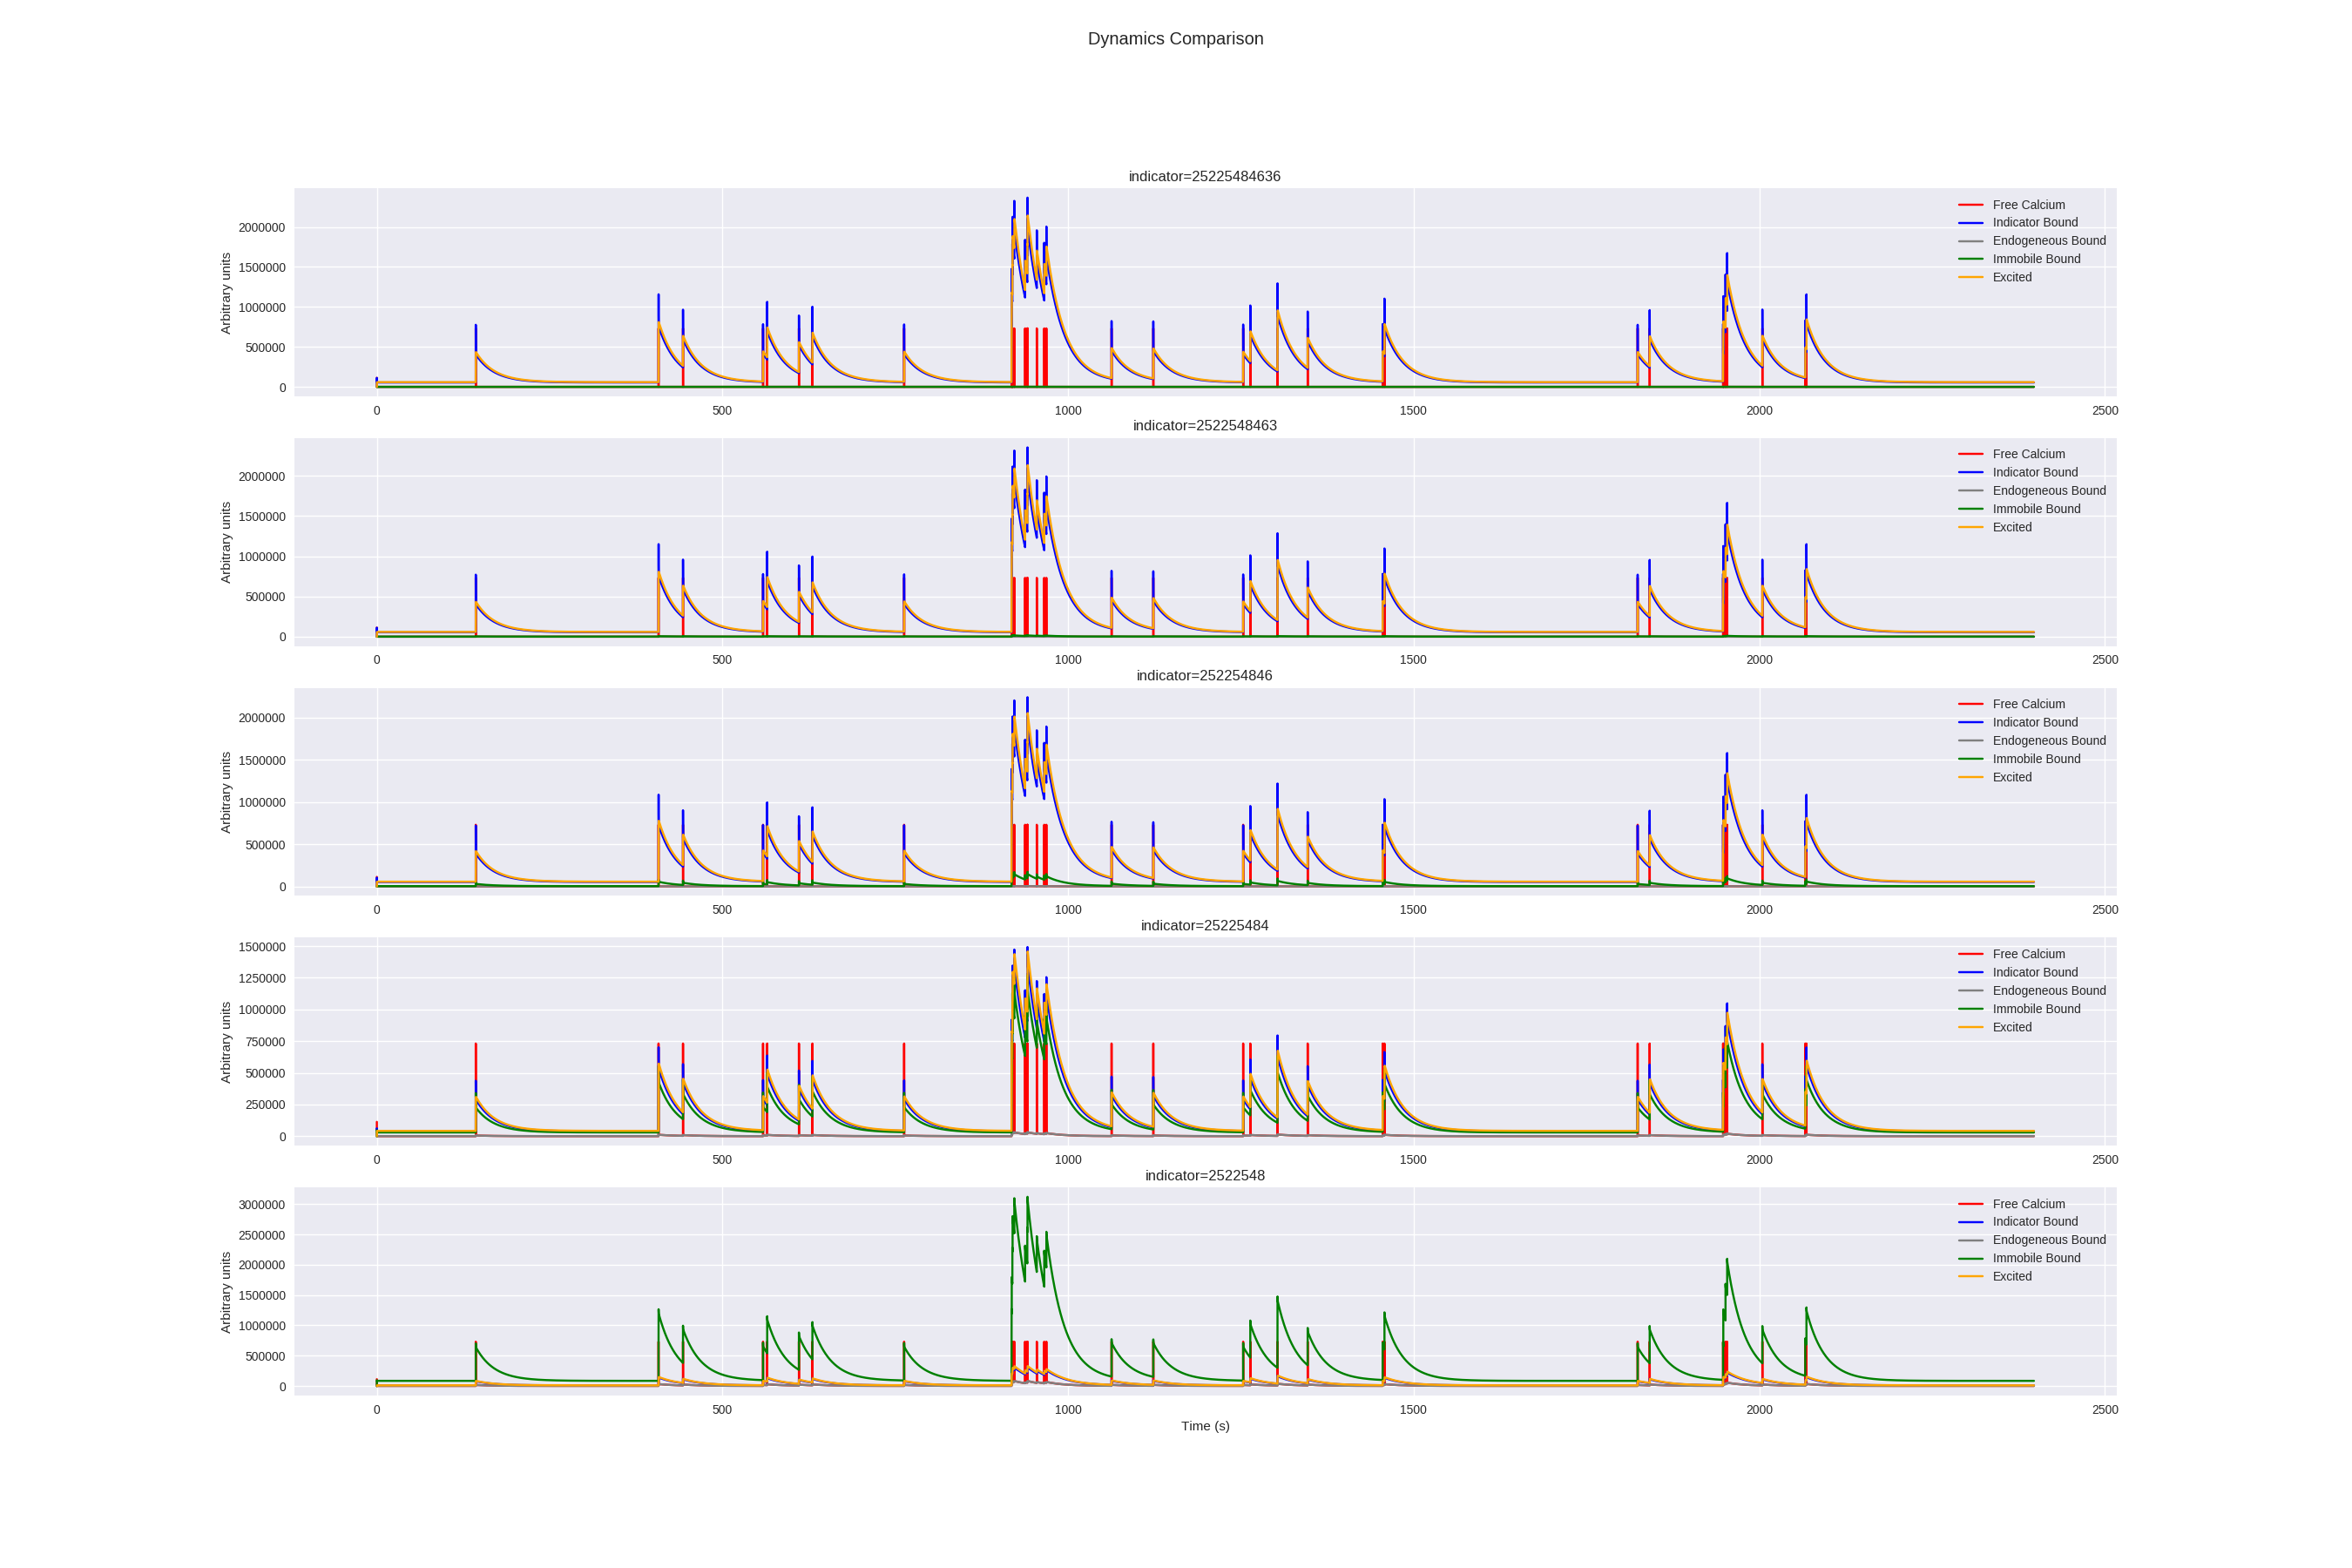 Dynamics Comparison
indicator=25225484636
Free Calcium
Indicator Bound
Endogeneous Bound
Immobile Bound
Excited
Arbitrary units
2000000
1500000
1000000
500000
0
0 500 1000 1500 2000 2500
indicator=2522548463
Free Calcium
Indicator Bound
Endogeneous Bound
Immobile Bound
Excited
Arbitrary units
2000000
1500000
1000000
500000
0
0 500 1000 1500 2000 2500
indicator=252254846
Free Calcium
Indicator Bound
Endogeneous Bound
Immobile Bound
Excited
Arbitrary units
2000000
1500000
1000000
500000
0
0 500 1000 1500 2000 2500
indicator=25225484
Free Calcium
Indicator Bound
Endogeneous Bound
Immobile Bound
Excited
Arbitrary units
1500000
1250000
1000000
750000
500000
250000
0
0 500 1000 1500 2000 2500
indicator=2522548
Free Calcium
Indicator Bound
Endogeneous Bound
Immobile Bound
Excited
Arbitrary units
3000000
2500000
2000000
1500000
1000000
500000
0
0 500 1000 1500 2000 2500
Time (s)